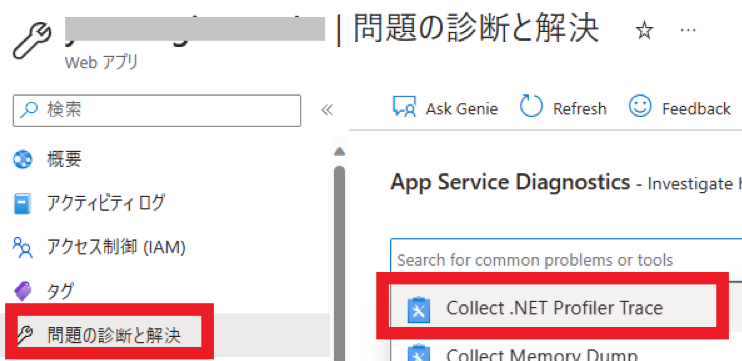 | 問題の診断と解決 ☆ ...
Web アプリ
検索 «
概要
アクティビティ ログ
アクセス制御 (IAM)
タグ
問題の診断と解決
Ask Genie Refresh Feedback
App Service Diagnostics - Investigate
Search for common problems or tools
Collect .NET Profiler Trace
Collect Memory Dump